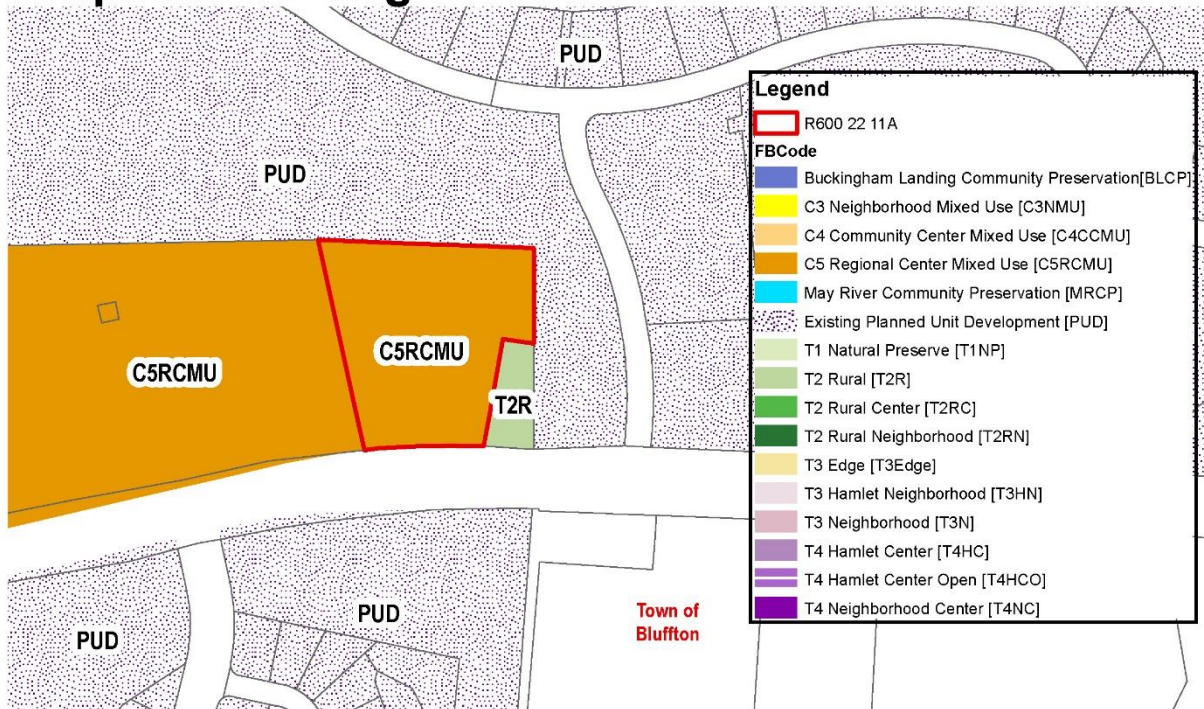 PUD
PUD
C5RCMU
C5RCMU
T2R
PUD
PUD
Town of
Bluffton
Legend
R600 22 11A
FBCode
Buckingham Landing Community Preservation[BLCP]
C3 Neighborhood Mixed Use [C3NMU]
C4 Community Center Mixed Use [C4CCMU]
C5 Regional Center Mixed Use [C5RCMU]
May River Community Preservation [MRCP]
Existing Planned Unit Development [PUD]
T1 Natural Preserve [T1NP]
T2 Rural [T2R]
T2 Rural Center [T2RC]
T2 Rural Neighborhood [T2RN]
T3 Edge [T3Edge]
T3 Hamlet Neighborhood [T3HN]
T3 Neighborhood [T3N]
T4 Hamlet Center [T4HC]
T4 Hamlet Center Open [T4HCO]
T4 Neighborhood Center [T4NC]